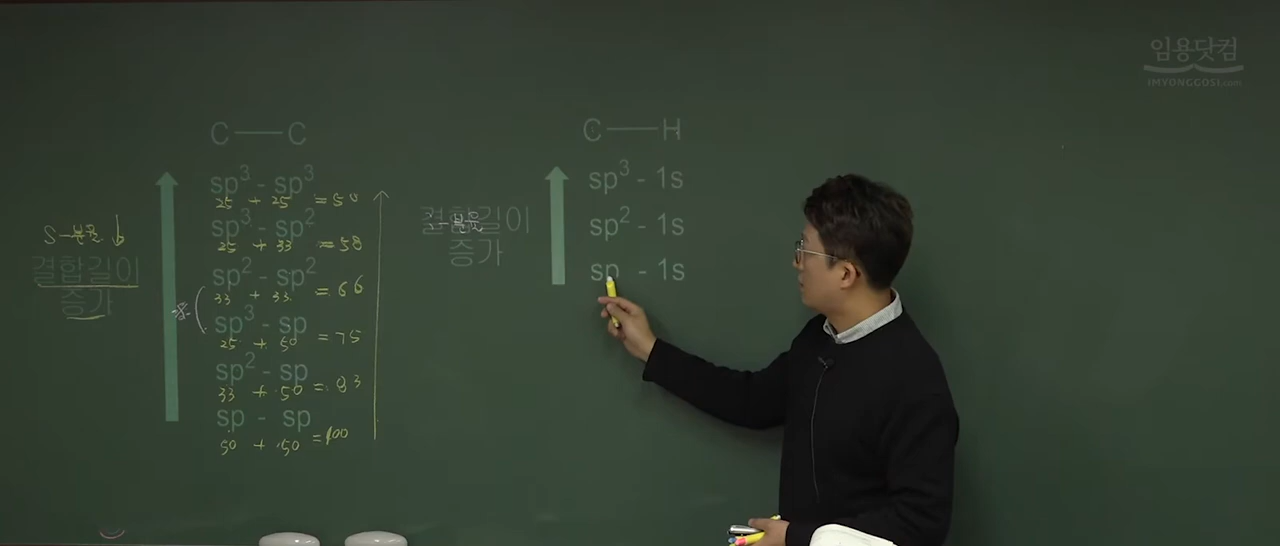 임용닷컴
IMYONGGOSI.com
C — C
sp³ - sp³
25 + 25 = 50
sp³ - sp²
25 + 33 = 58
sp² - sp²
33 + 33 = 66
sp³ - sp
25 + 50 = 75
sp² - sp
33 + 50 = 83
sp - sp
50 + 50 = 100
S-분율 ↓
결합길이
증가
C — H
sp³ - 1s
sp² - 1s
sp - 1s
결합길이
증가